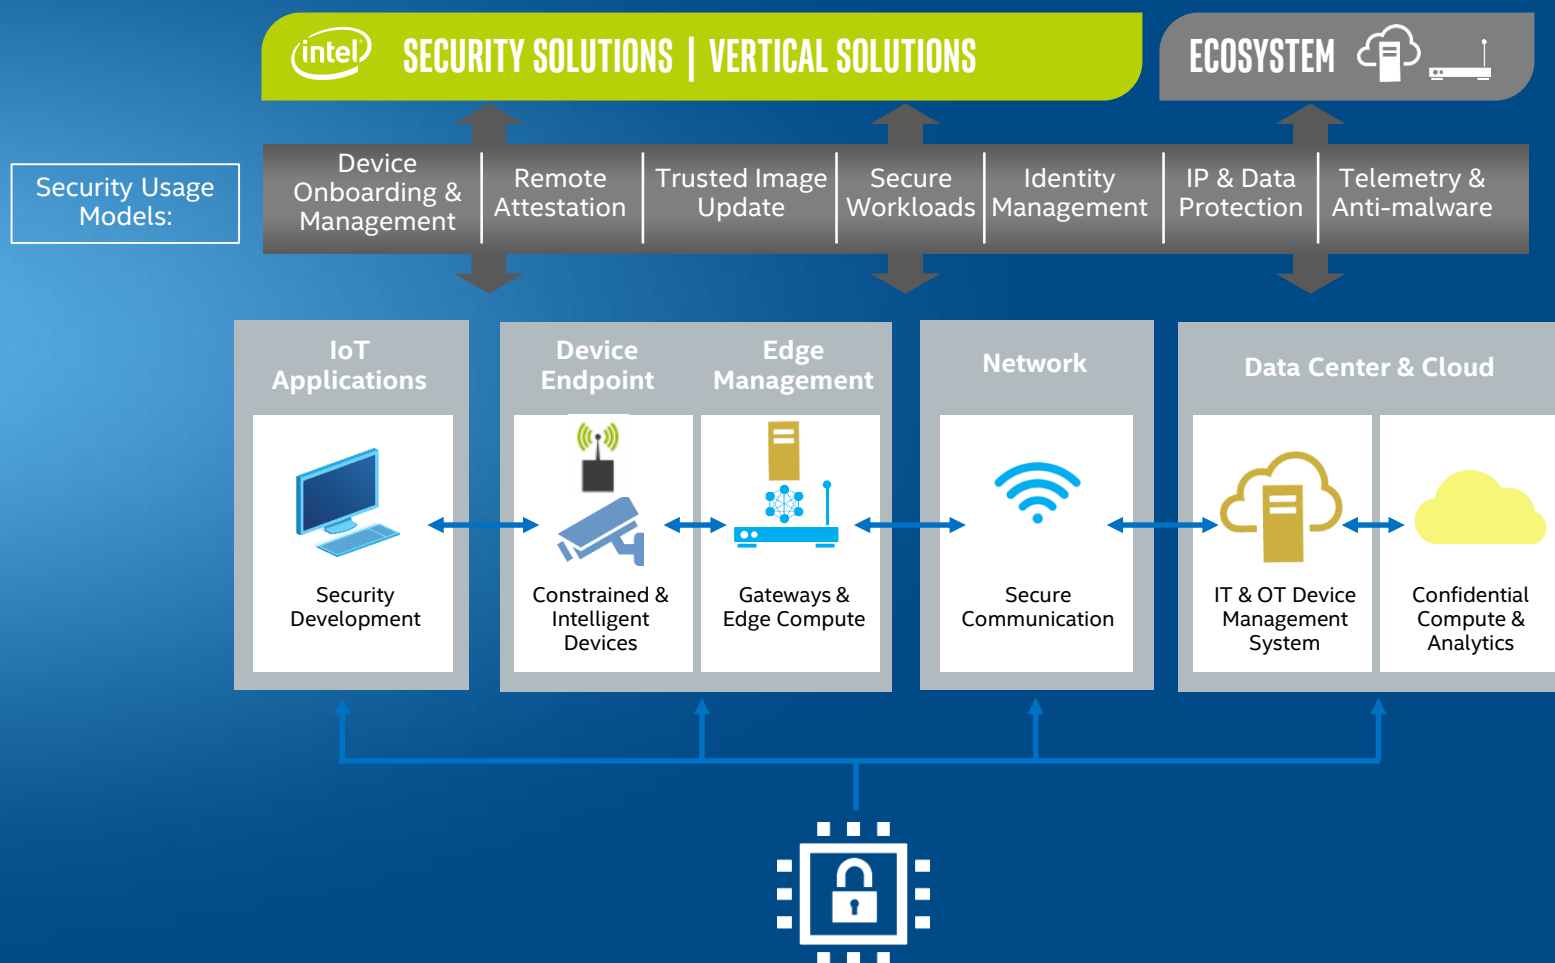 intel
SECURITY SOLUTIONS | VERTICAL SOLUTIONS
ECOSYSTEM
Security Usage
Models:
Device
Onboarding &
Management
Remote
Attestation
Trusted Image
Update
Secure
Workloads
Identity
Management
IP & Data
Protection
Telemetry &
Anti-malware
IoT
Applications
Device
Endpoint
Edge
Management
Network
Data Center & Cloud
Security
Development
Constrained &
Intelligent
Devices
Gateways &
Edge Compute
Secure
Communication
IT & OT Device
Management
System
Confidential
Compute &
Analytics